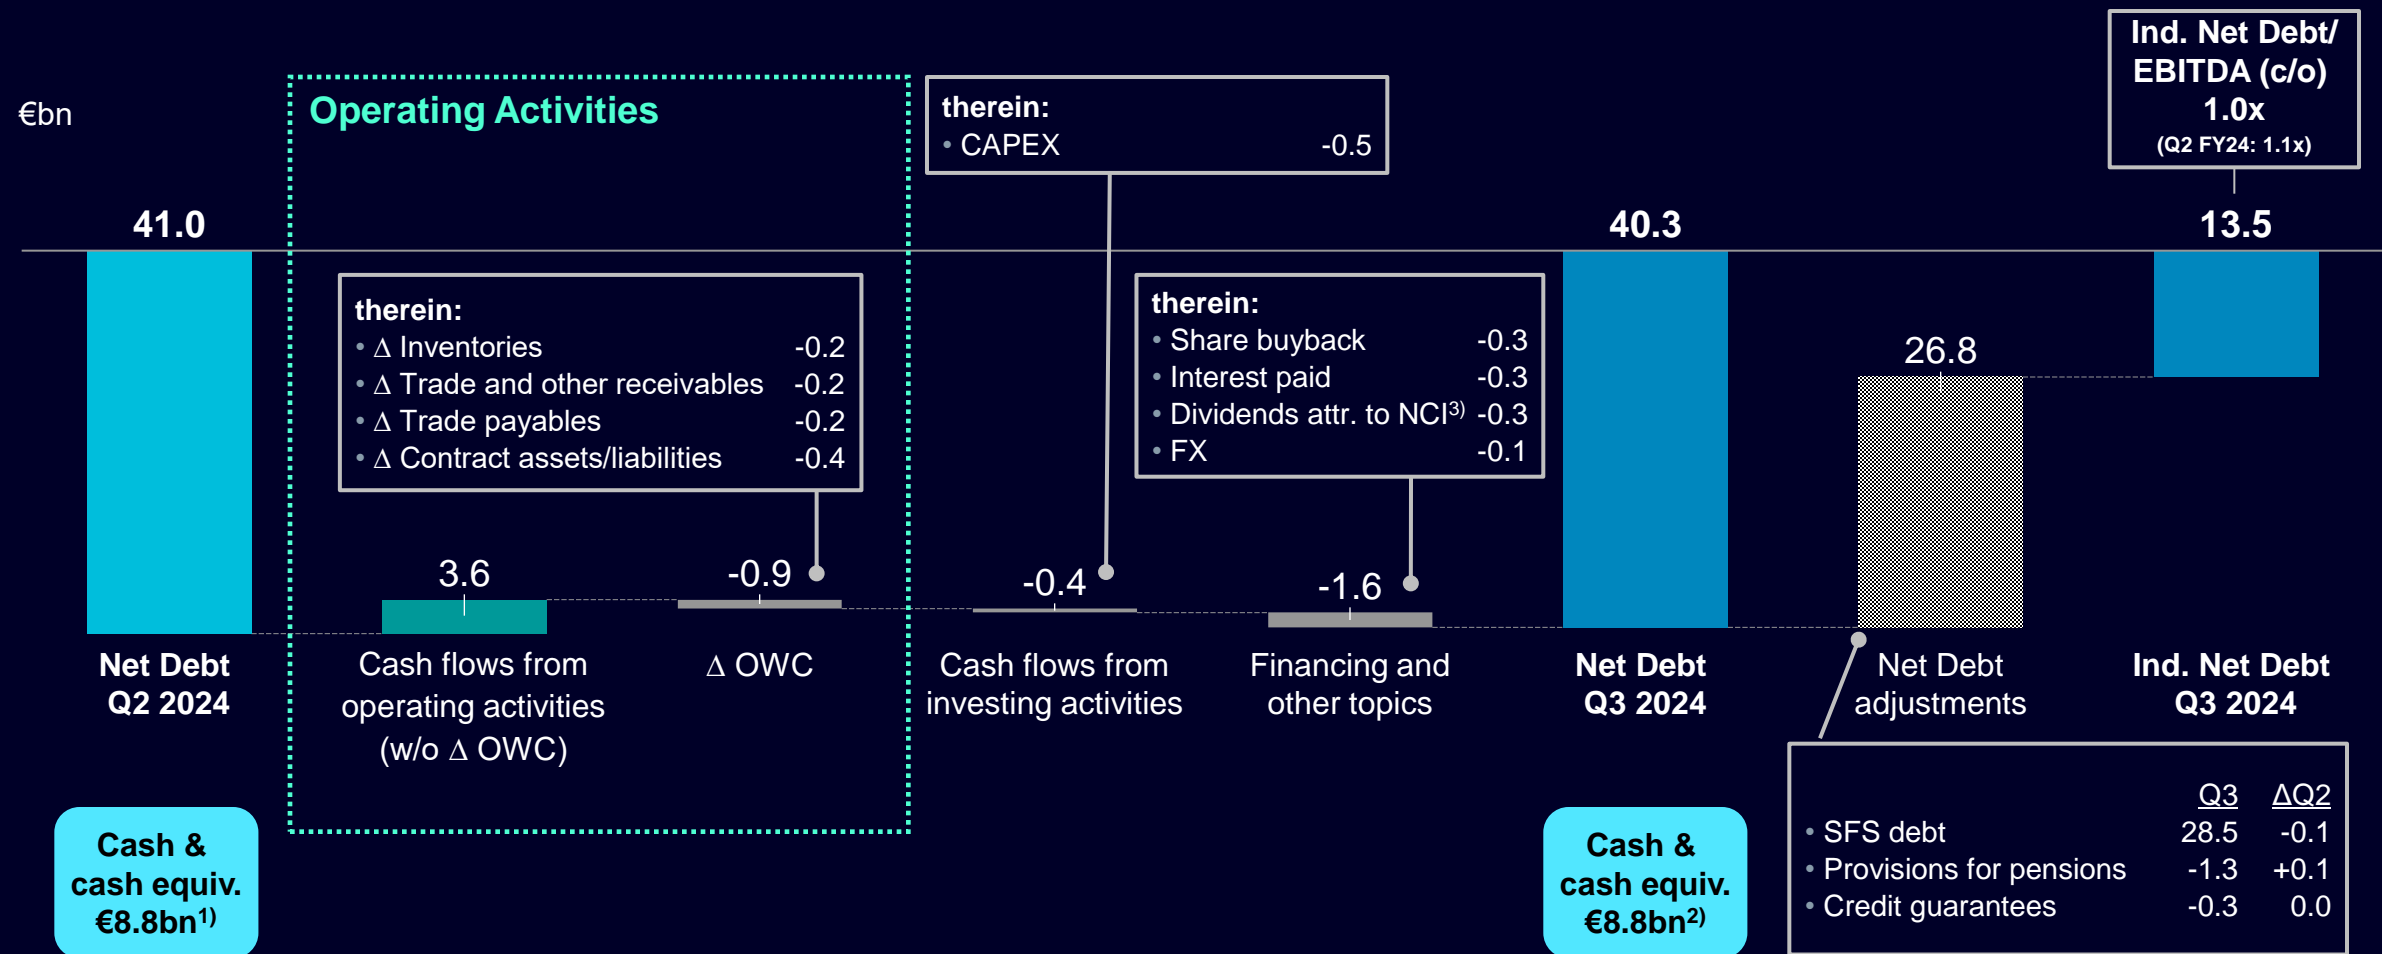 €bn
Operating Activities
therein:
• CAPEX -0.5
Ind. Net Debt/
EBITDA (c/o)
1.0x
(Q2 FY24: 1.1x)
41.0
40.3
13.5
therein:
• Δ Inventories -0.2
• Δ Trade and other receivables -0.2
• Δ Trade payables -0.2
• Δ Contract assets/liabilities -0.4
therein:
• Share buyback -0.3
• Interest paid -0.3
• Dividends attr. to NCI3) -0.3
• FX -0.1
26.8
3.6
-0.9
-0.4
-1.6
Net Debt
Q2 2024
Cash flows from
operating activities
(w/o Δ OWC)
Δ OWC
Cash flows from
investing activities
Financing and
other topics
Net Debt
Q3 2024
Net Debt
adjustments
Ind. Net Debt
Q3 2024
Cash &
cash equiv.
€8.8bn1)
Cash &
cash equiv.
€8.8bn2)
Q3 ΔQ2
• SFS debt 28.5 -0.1
• Provisions for pensions -1.3 +0.1
• Credit guarantees -0.3 0.0